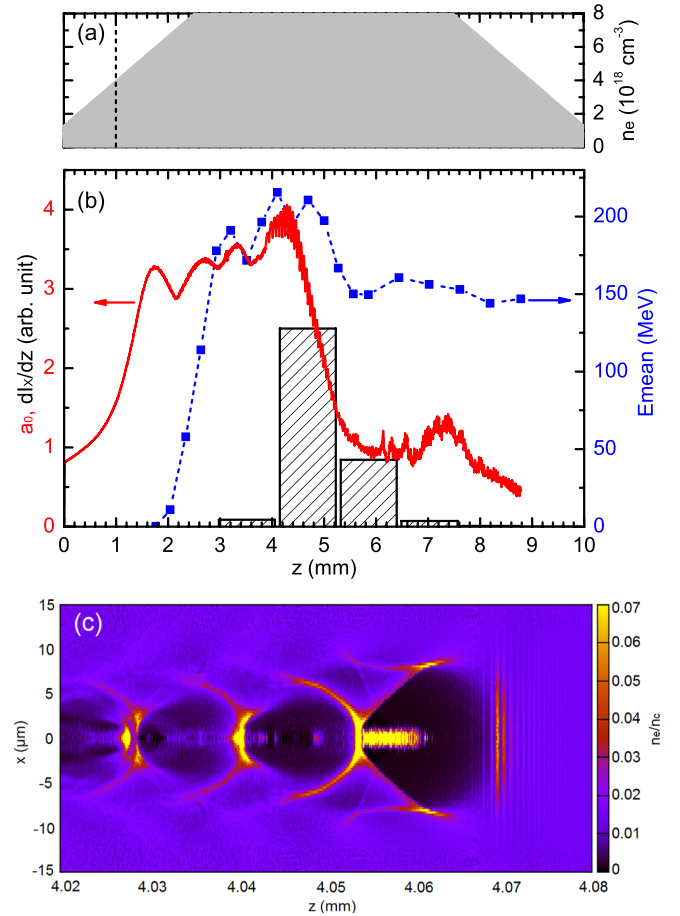 (a)
8
6
4
2
0
nₑ (10¹⁸ cm⁻³)
(b)
4
3
2
1
0
a₀, dIₓ/dz (arb. unit)
200
150
100
50
0
Emean (MeV)
0 1 2 3 4 5 6 7 8 9 10
z (mm)
(c)
15
10
5
0
-5
-10
-15
x (µm)
4.02 4.03 4.04 4.05 4.06 4.07 4.08
z (mm)
0.07
0.06
0.05
0.04
0.03
0.02
0.01
0
nₑ/n꜀